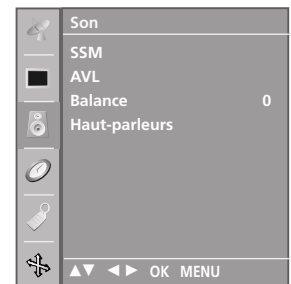 Son
SSM
AVL
Balance 0
Haut-parleurs
▲▼ ◄► OK MENU